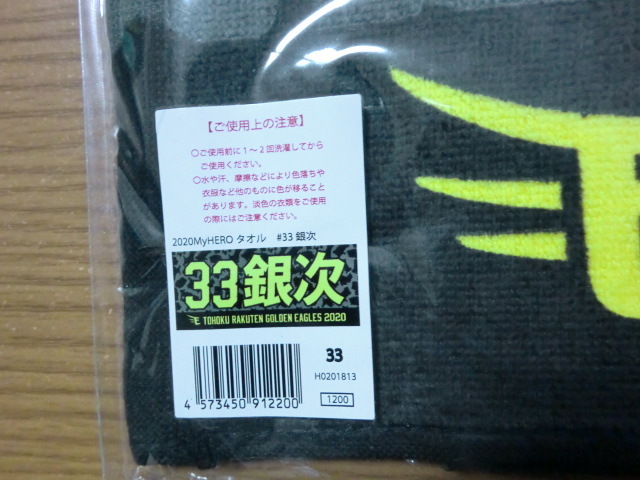 【ご使用上の注意】
○ご使用前に1～2回洗濯してから
ご使用ください。
○水や汗、摩擦などにより色落ちや
衣服など他のものに色が移ること
があります。淡色の衣類をご使用
の際にはご注意ください。
2020MyHERO タオル #33 銀次
33銀次
TOHOKU RAKUTEN GOLDEN EAGLES 2020
33
H0201813
4 573450 912200
1200